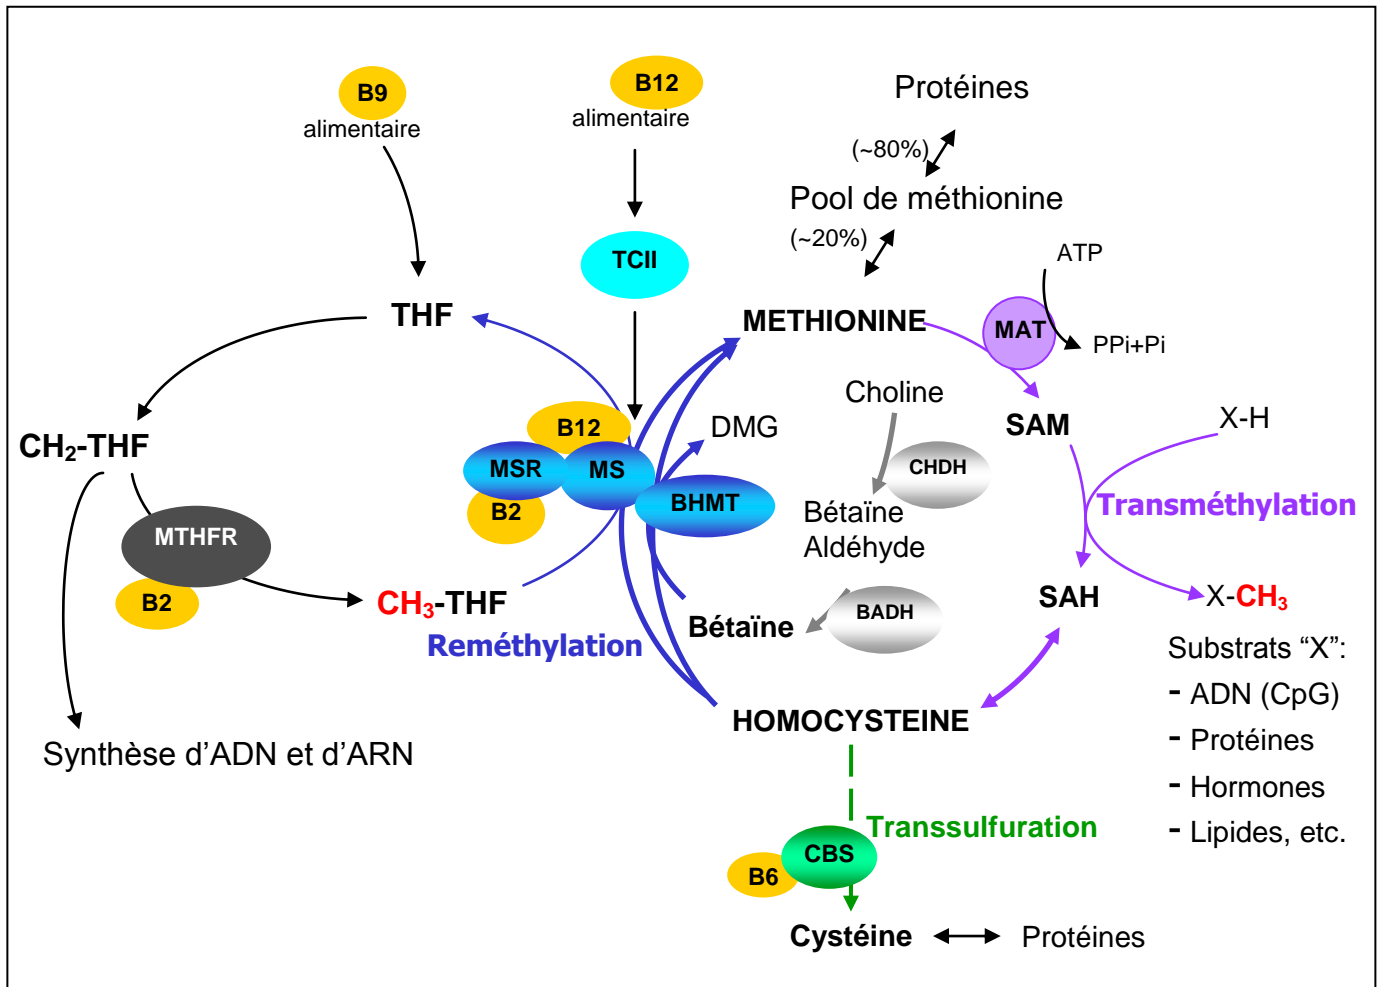 B9
alimentaire
B12
alimentaire
Protéines
(~80%)
Pool de méthionine
(~20%)
TCII
ATP
THF
METHIONINE
MAT
PPi+Pi
Choline
DMG
SAM
X-H
CH₂-THF
B12
MSR
MS
B2
BHMT
CHDH
Transméthylation
Bétaïne
Aldéhyde
MTHFR
B2
CH₃-THF
Reméthylation
Bétaïne
BADH
SAH
X-CH₃
Substrats “X”:
- ADN (CpG)
- Protéines
- Hormones
- Lipides, etc.
HOMOCYSTEINE
Synthèse d’ADN et d’ARN
Transsulfuration
CBS
B6
Cystéine
Protéines